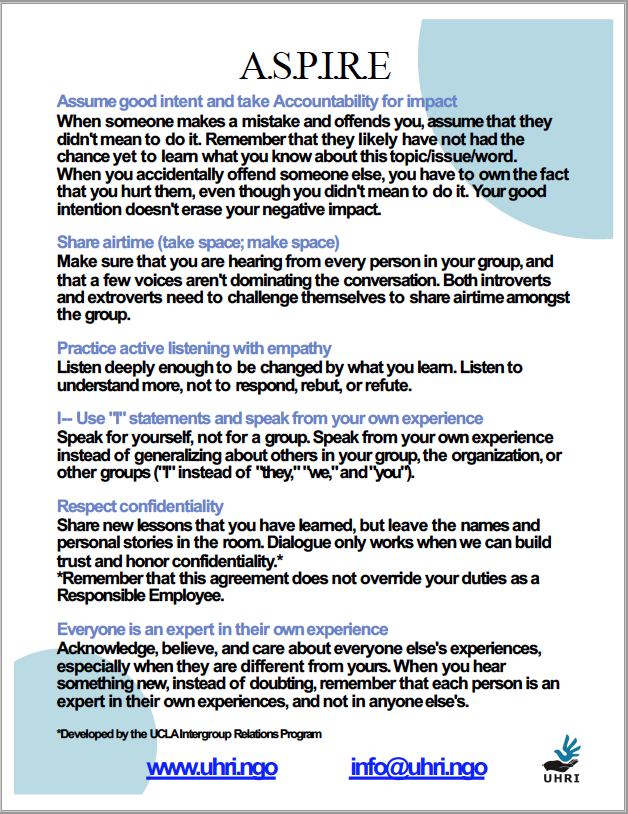 A.S.P.I.R.E
Assume good intent and take Accountability for impact
When someone makes a mistake and offends you, assume that they
didn't mean to do it. Remember that they likely have not had the
chance yet to learn what you know about this topic/issue/word.
When you accidentally offend someone else, you have to own the fact
that you hurt them, even though you didn't mean to do it. Your good
intention doesn't erase your negative impact.
Share airtime (take space; make space)
Make sure that you are hearing from every person in your group, and
that a few voices aren't dominating the conversation. Both introverts
and extroverts need to challenge themselves to share airtime amongst
the group.
Practice active listening with empathy
Listen deeply enough to be changed by what you learn. Listen to
understand more, not to respond, rebut, or refute.
I-- Use "I" statements and speak from your own experience
Speak for yourself, not for a group. Speak from your own experience
instead of generalizing about others in your group, the organization, or
other groups ("I" instead of "they," "we," and "you").
Respect confidentiality
Share new lessons that you have learned, but leave the names and
personal stories in the room. Dialogue only works when we can build
trust and honor confidentiality.*
*Remember that this agreement does not override your duties as a
Responsible Employee.
Everyone is an expert in their own experience
Acknowledge, believe, and care about everyone else's experiences,
especially when they are different from yours. When you hear
something new, instead of doubting, remember that each person is an
expert in their own experiences, and not in anyone else's.
*Developed by the UCLA Intergroup Relations Program
www.uhri.ngo info@uhri.ngo
UHRI